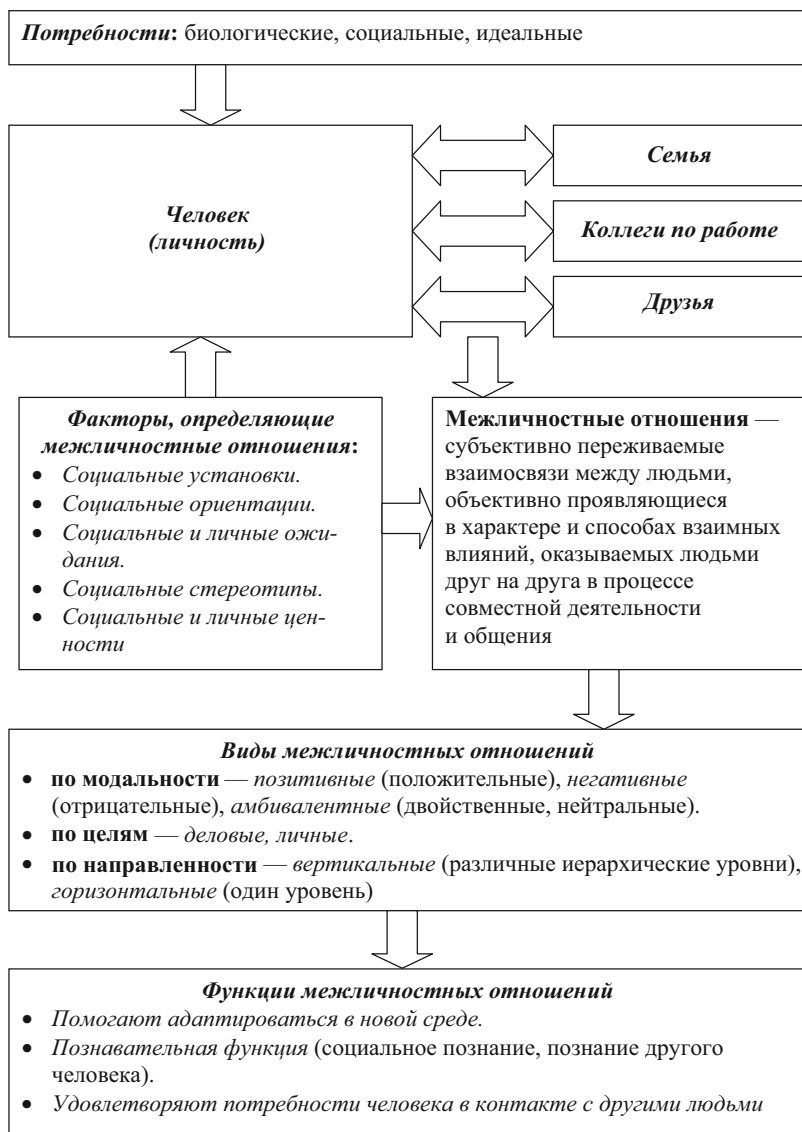 Потребности: биологические, социальные, идеальные
Человек
(личность)
Семья
Коллеги по работе
Друзья
Факторы, определяющие
межличностные отношения:
• Социальные установки.
• Социальные ориентации.
• Социальные и личные ожи-
дания.
• Социальные стереотипы.
• Социальные и личные цен-
ности
Межличностные отношения —
субъективно переживаемые
взаимосвязи между людьми,
объективно проявляющиеся
в характере и способах взаимных
влияний, оказываемых людьми
друг на друга в процессе
совместной деятельности
и общения
Виды межличностных отношений
• по модальности — позитивные (положительные), негативные
(отрицательные), амбивалентные (двойственные, нейтральные).
• по целям — деловые, личные.
• по направленности — вертикальные (различные иерархические уровни),
горизонтальные (один уровень)
Функции межличностных отношений
• Помогают адаптироваться в новой среде.
• Познавательная функция (социальное познание, познание другого
человека).
• Удовлетворяют потребности человека в контакте с другими людьми